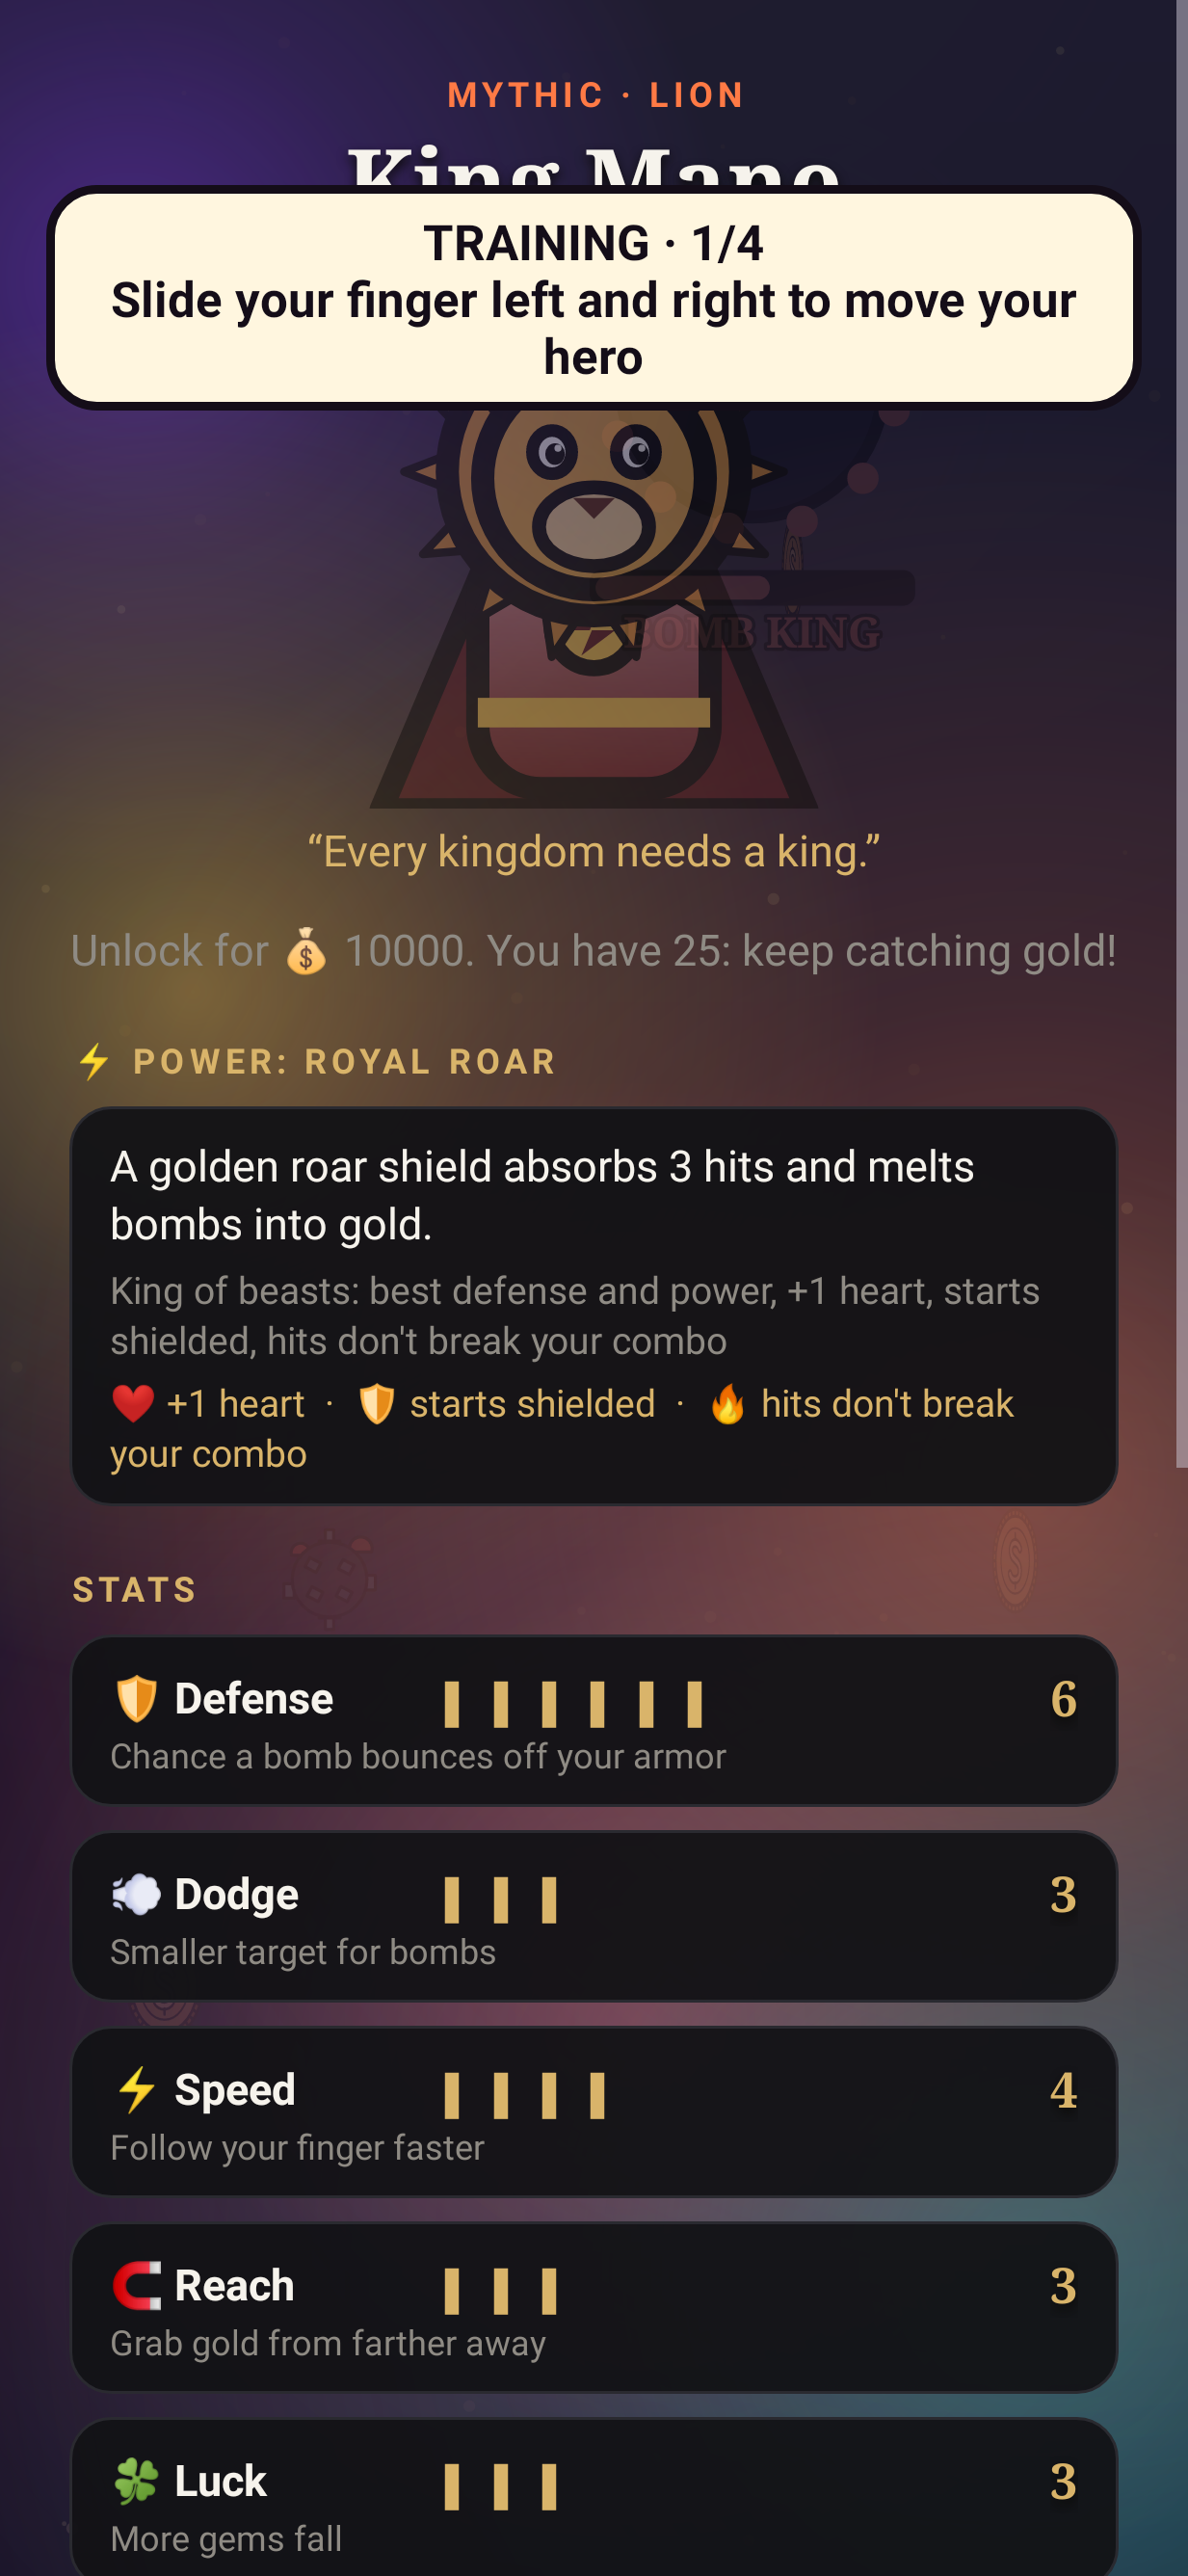 MYTHIC · LION
King Mane
TRAINING · 1/4
Slide your finger left and right to move your
hero
BOMB KING
“Every kingdom needs a king.”
Unlock for 💰 10000. You have 25: keep catching gold!
⚡ POWER: ROYAL ROAR
A golden roar shield absorbs 3 hits and melts
bombs into gold.
King of beasts: best defense and power, +1 heart, starts
shielded, hits don't break your combo
❤️ +1 heart · 🛡️ starts shielded · 🔥 hits don't break
your combo
STATS
🛡️ Defense 6
Chance a bomb bounces off your armor
💨 Dodge 3
Smaller target for bombs
⚡ Speed 4
Follow your finger faster
🧲 Reach 3
Grab gold from farther away
🍀 Luck 3
More gems fall